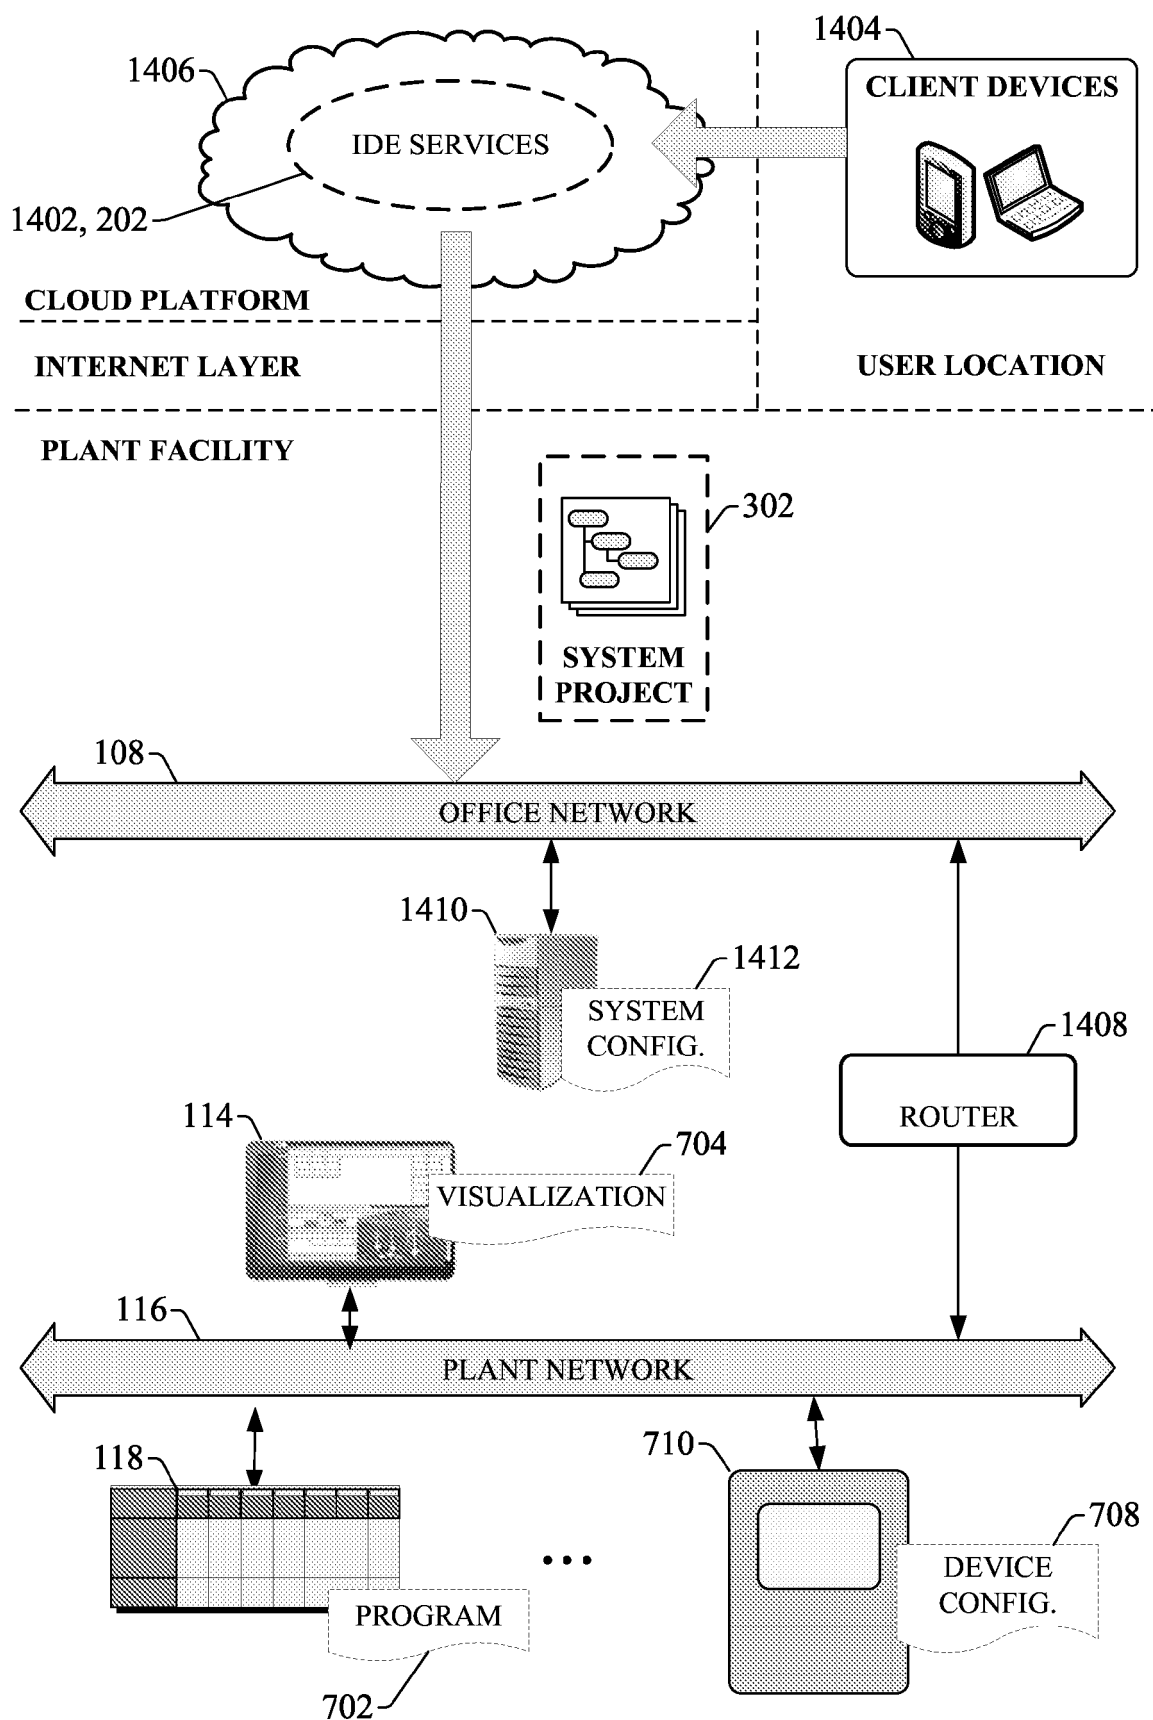 1404
1406
CLIENT DEVICES
IDE SERVICES
1402, 202
CLOUD PLATFORM
INTERNET LAYER
USER LOCATION
PLANT FACILITY
302
SYSTEM
PROJECT
108
OFFICE NETWORK
1410
1412
SYSTEM
CONFIG.
1408
ROUTER
114
704
VISUALIZATION
116
PLANT NETWORK
118
710
708
DEVICE
CONFIG.
PROGRAM
702